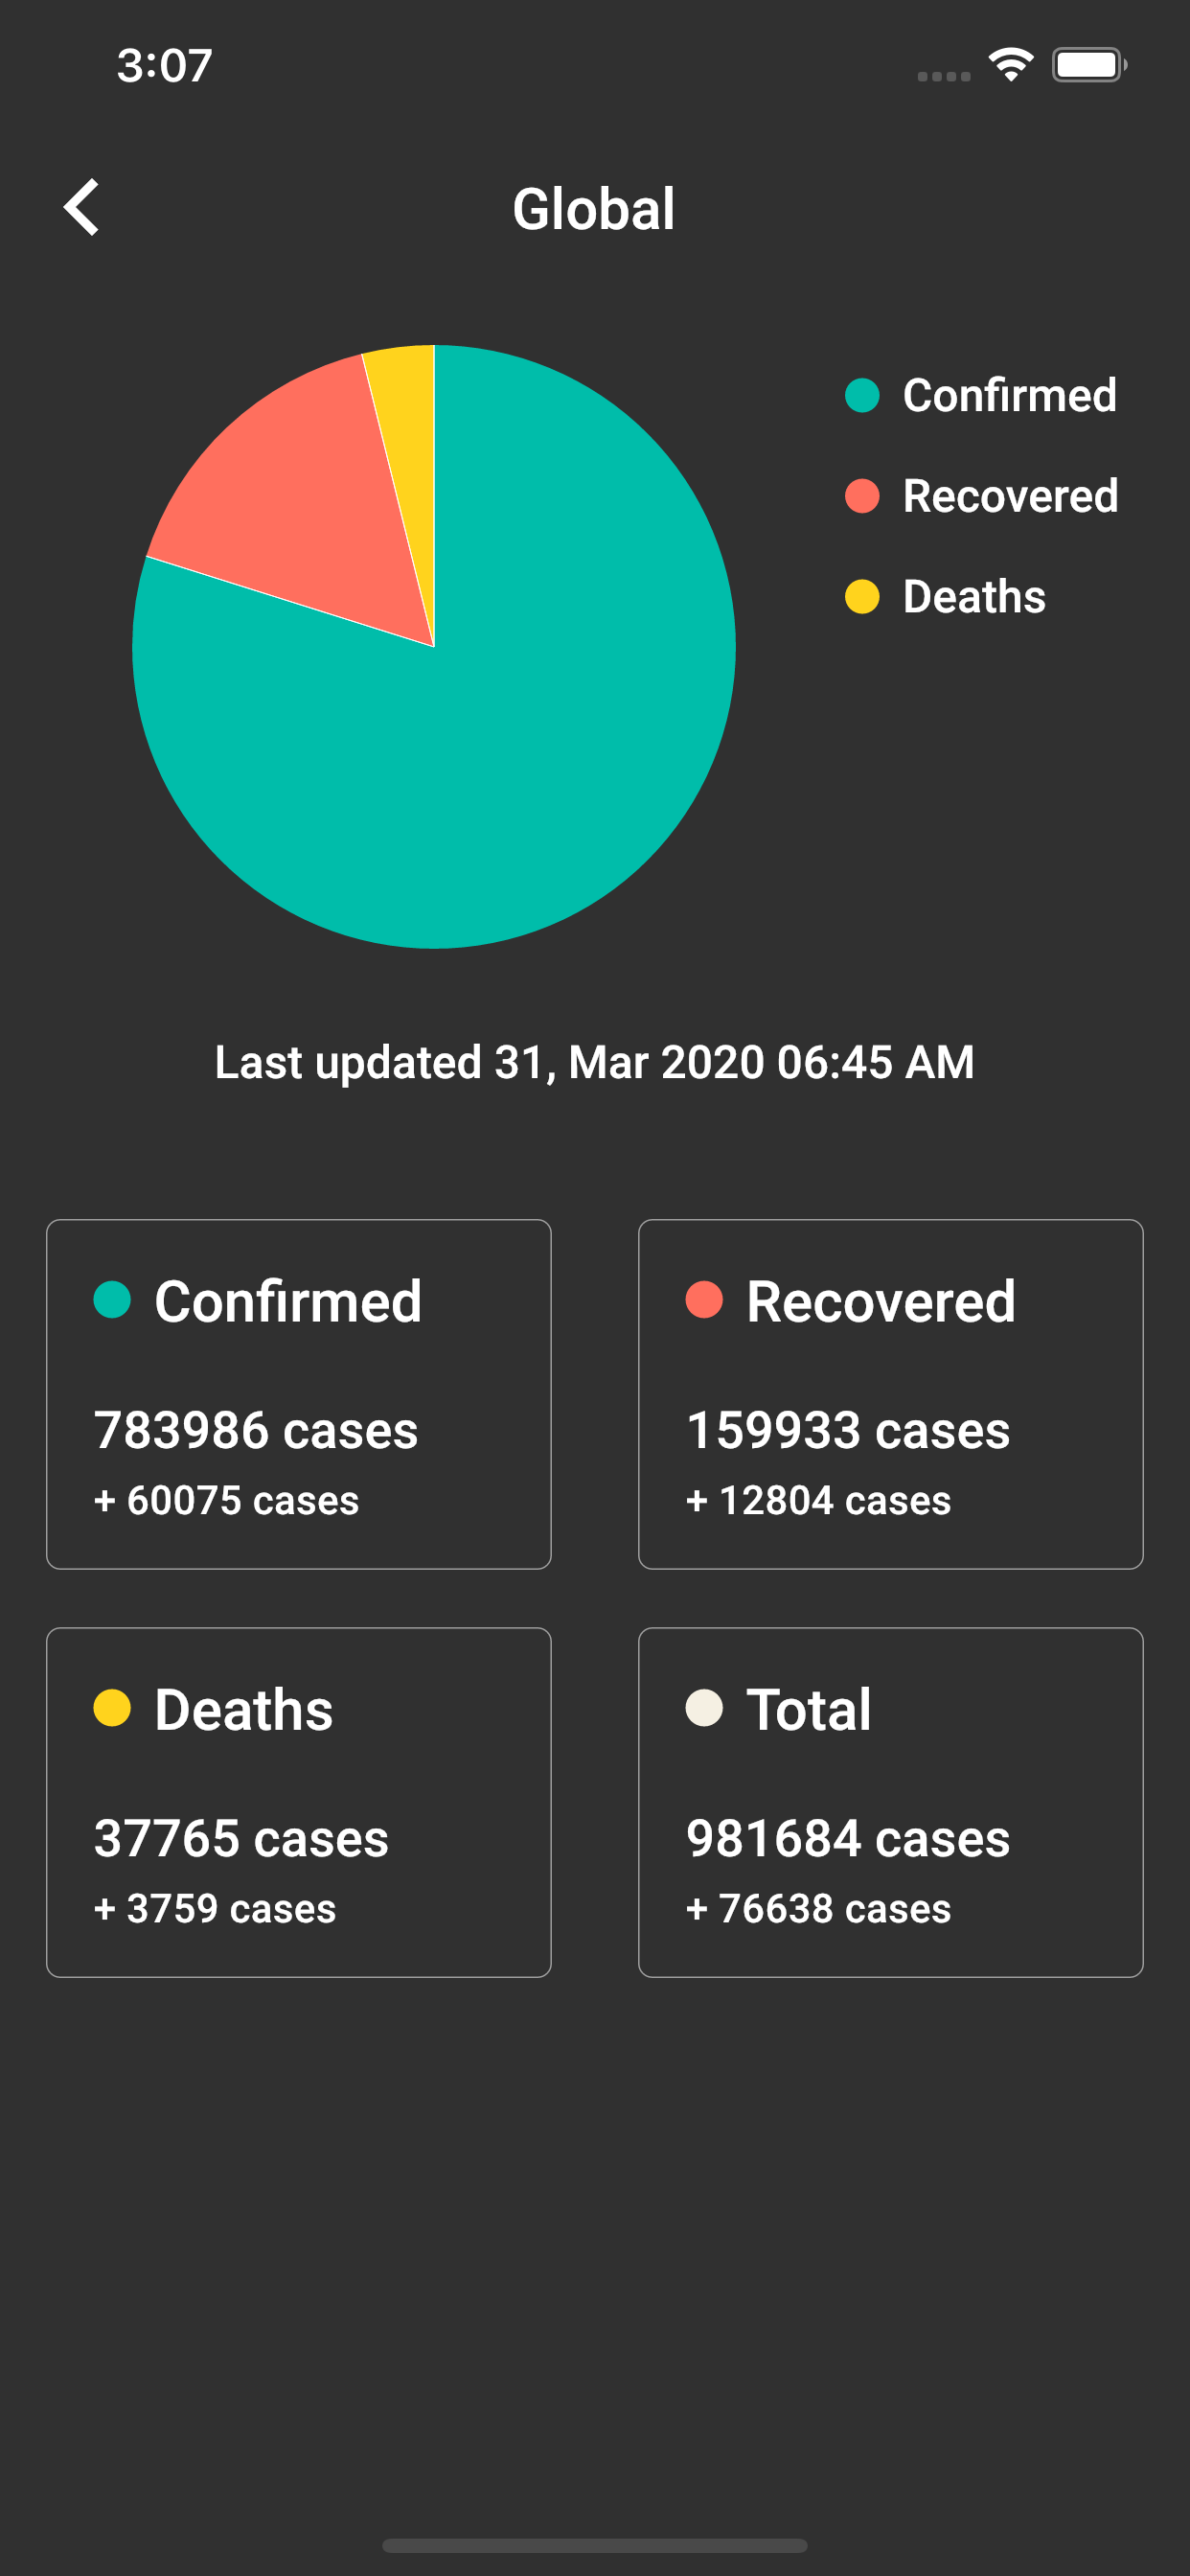 3:07
Global
Confirmed
Recovered
Deaths
Last updated 31, Mar 2020 06:45 AM
Confirmed
783986 cases
+ 60075 cases
Recovered
159933 cases
+ 12804 cases
Deaths
37765 cases
+ 3759 cases
Total
981684 cases
+ 76638 cases